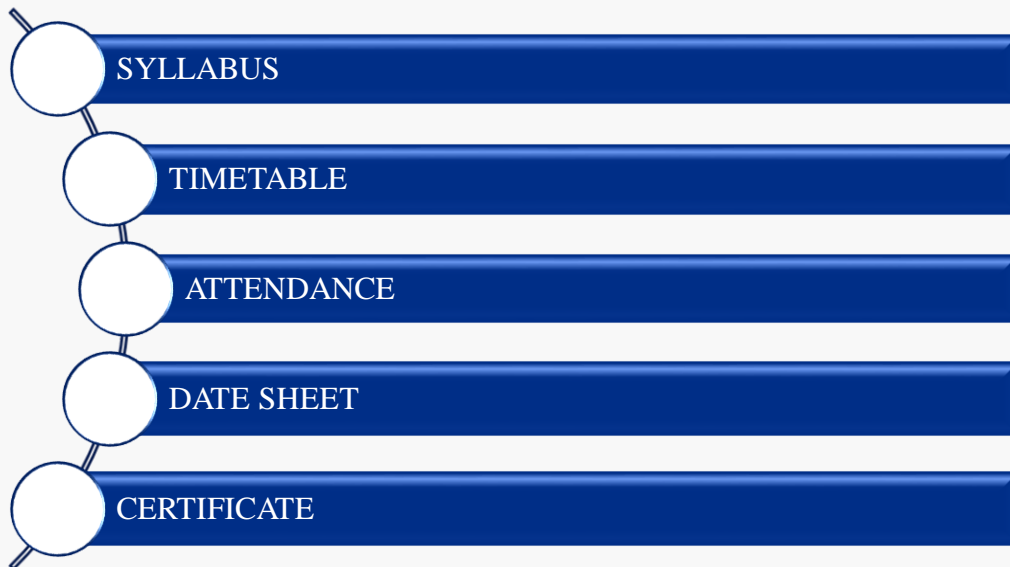 SYLLABUS
TIMETABLE
ATTENDANCE
DATE SHEET
CERTIFICATE